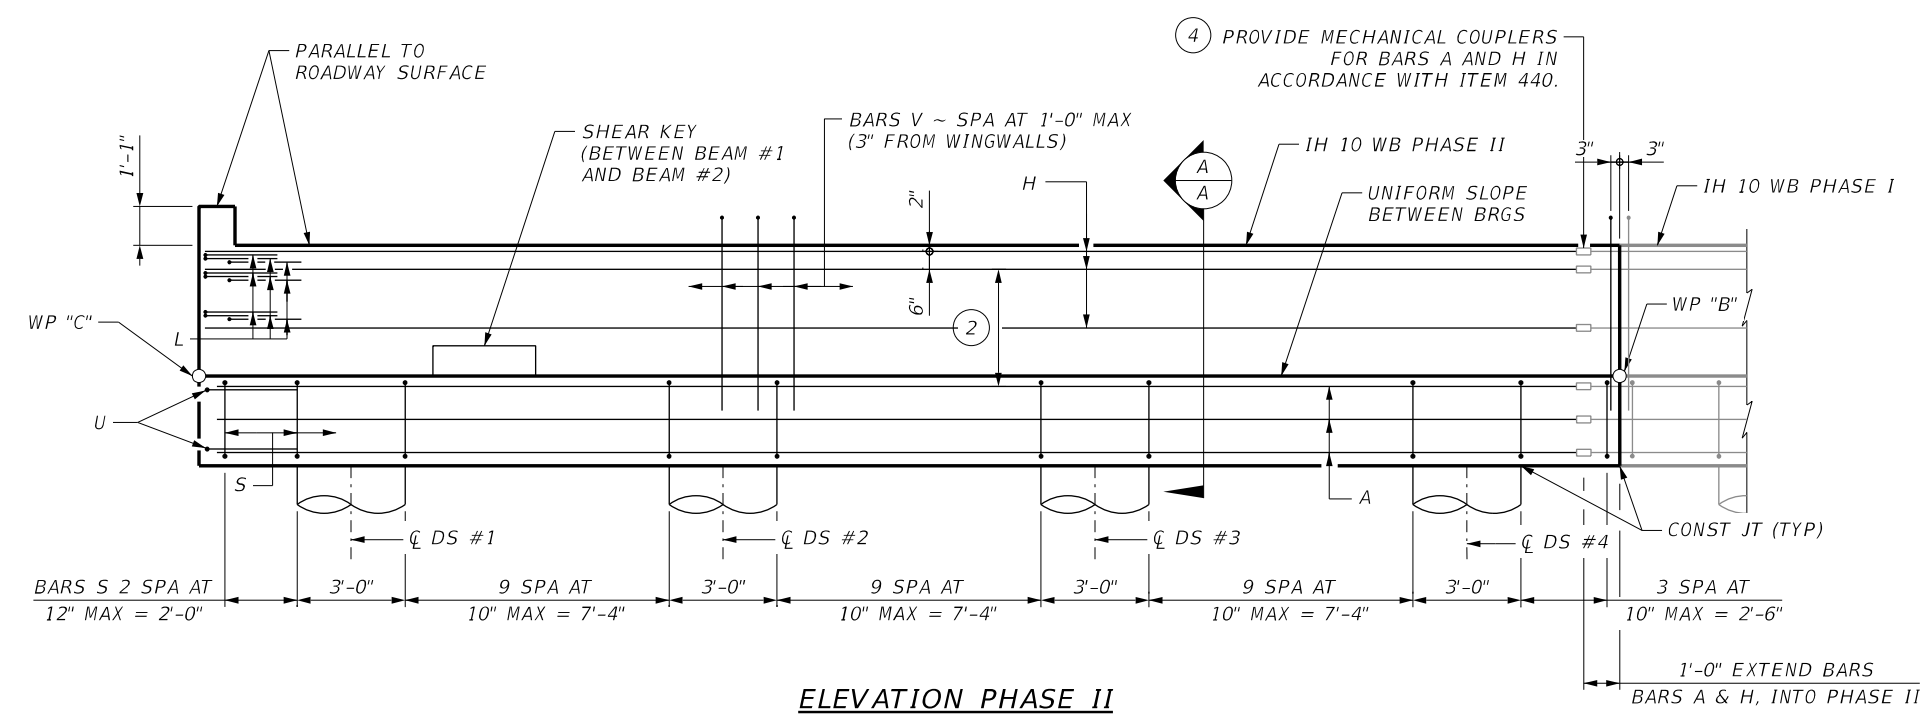 4 PROVIDE MECHANICAL COUPLERS
FOR BARS A AND H IN
ACCORDANCE WITH ITEM 440.
PARALLEL TO
ROADWAY SURFACE
SHEAR KEY
(BETWEEN BEAM #1
AND BEAM #2)
BARS V ~ SPA AT 1'-0" MAX
(3" FROM WINGWALLS)
IH 10 WB PHASE II
3"
3"
1'-1"
A
A
H
2"
UNIFORM SLOPE
BETWEEN BRGS
IH 10 WB PHASE I
6"
WP "B"
WP "C"
L
2
U
S
A
CONST JT (TYP)
℄ DS #1
℄ DS #2
℄ DS #3
℄ DS #4
BARS S 2 SPA AT
12" MAX = 2'-0"
3'-0"
9 SPA AT
10" MAX = 7'-4"
3'-0"
9 SPA AT
10" MAX = 7'-4"
3'-0"
9 SPA AT
10" MAX = 7'-4"
3'-0"
3 SPA AT
10" MAX = 2'-6"
1'-0" EXTEND BARS
BARS A & H, INTO PHASE II
ELEVATION PHASE II